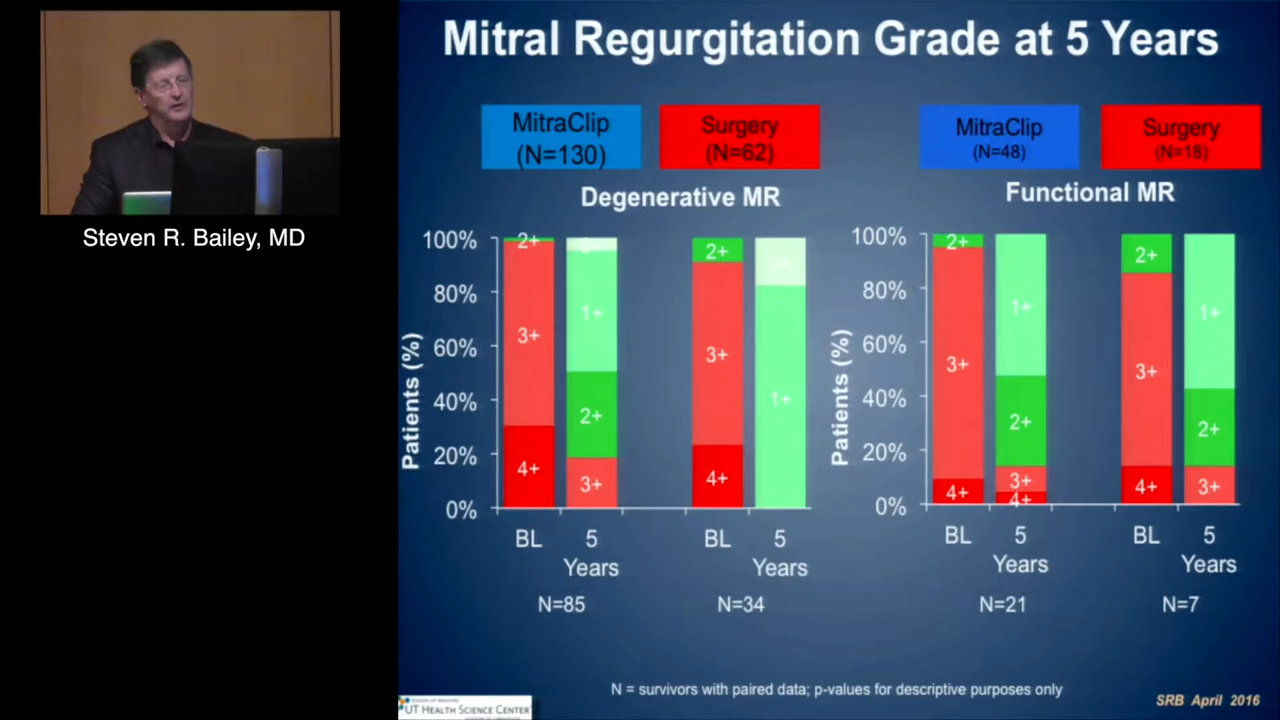 Mitral Regurgitation Grade at 5 Years
Steven R. Bailey, MD
MitraClip
(N=130)
Surgery
(N=62)
MitraClip
(N=48)
Surgery
(N=18)
Degenerative MR
Functional MR
Patients (%)
100%
80%
60%
40%
20%
0%
2+
3+
4+
1+
2+
3+
2+
3+
4+
1+
BL
5
Years
BL
5
Years
N=85
N=34
Patients (%)
100%
80%
60%
40%
20%
0%
2+
3+
4+
1+
2+
3+
4+
2+
3+
4+
1+
2+
3+
BL
5
Years
BL
5
Years
N=21
N=7
N = survivors with paired data; p-values for descriptive purposes only
UT HEALTH SCIENCE CENTER
SRB April 2016